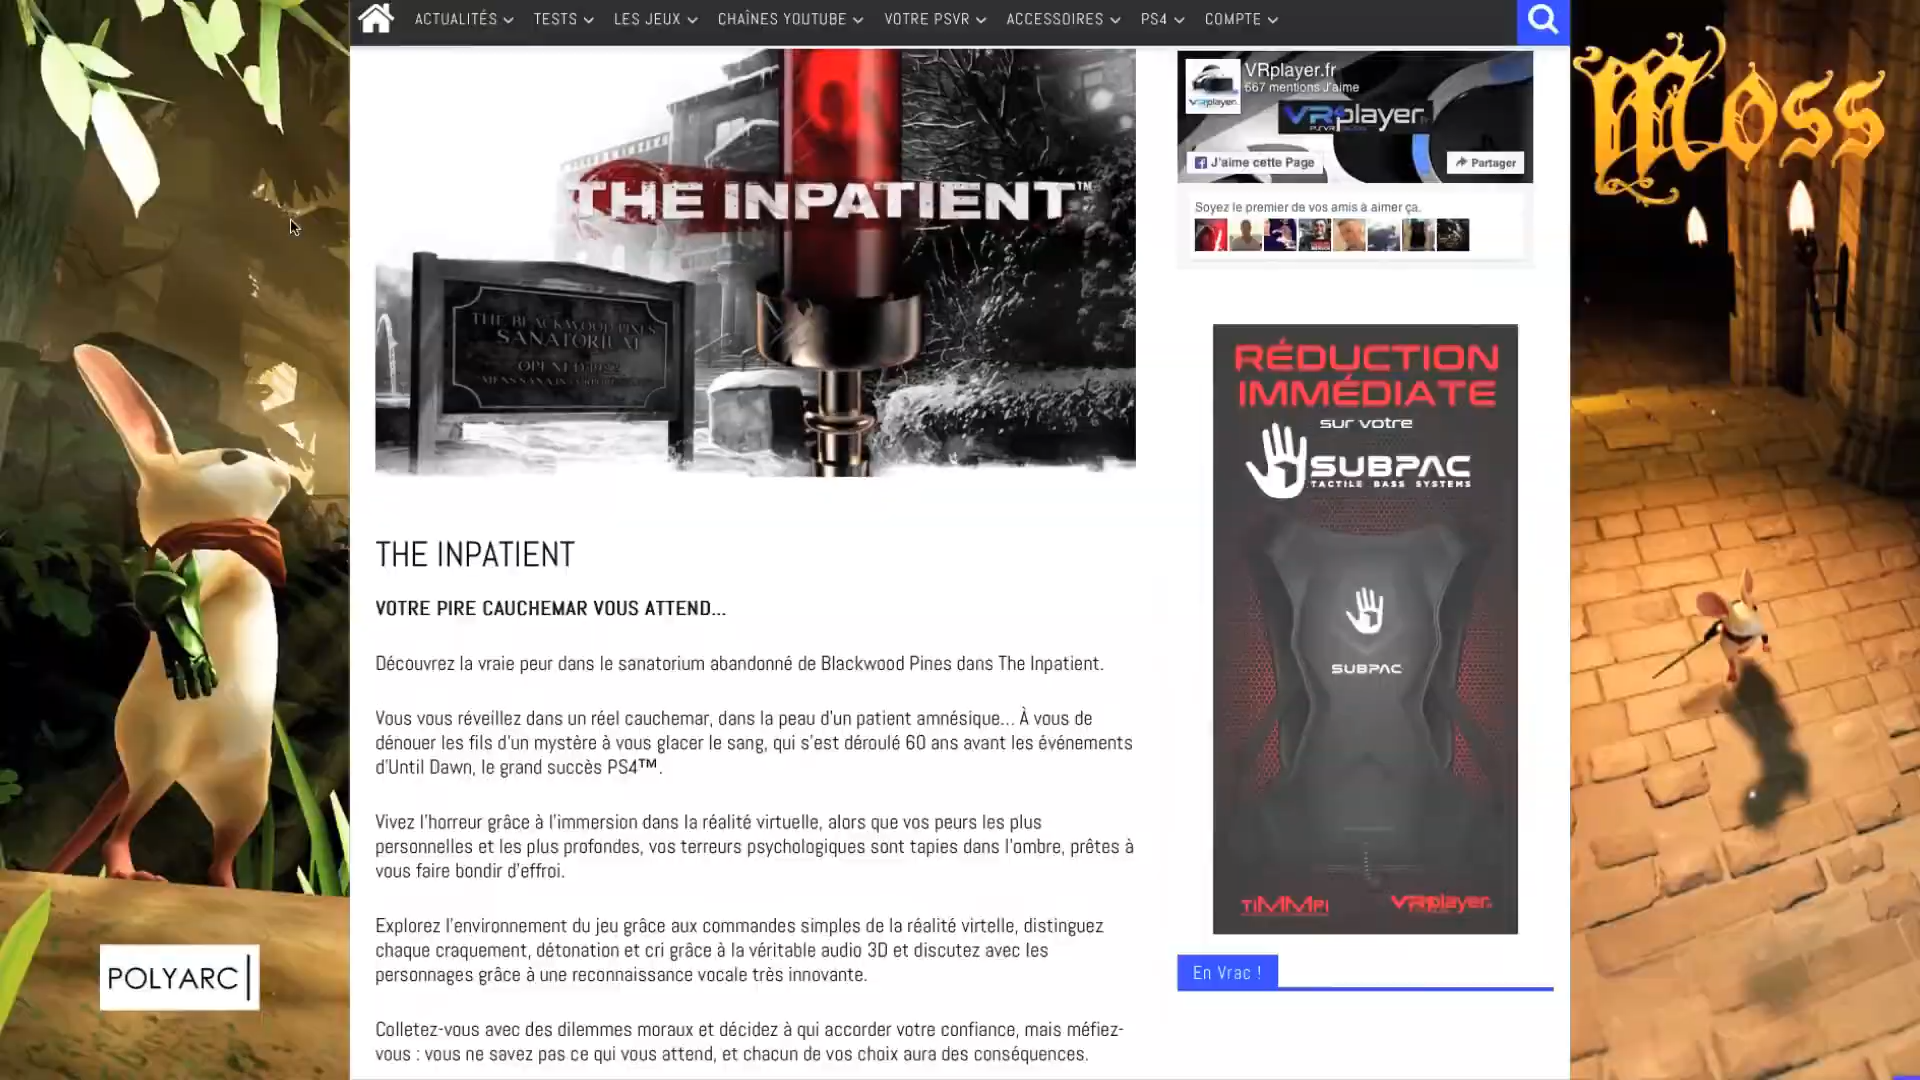 ACTUALITÉS TESTS LES JEUX CHAÎNES YOUTUBE VOTRE PSVR ACCESSOIRES PS4 COMPTE
THE INPATIENT™
THE BLACKWOOD PINES
SANATORIUM
THE INPATIENT
VOTRE PIRE CAUCHEMAR VOUS ATTEND...
Découvrez la vraie peur dans le sanatorium abandonné de Blackwood Pines dans The Inpatient.
Vous vous réveillez dans un réel cauchemar, dans la peau d'un patient amnésique... À vous de
dénouer les fils d'un mystère à vous glacer le sang, qui s'est déroulé 60 ans avant les événements
d'Until Dawn, le grand succès PS4™.
Vivez l'horreur grâce à l'immersion dans la réalité virtuelle, alors que vos peurs les plus
personnelles et les plus profondes, vos terreurs psychologiques sont tapies dans l'ombre, prêtes à
vous faire bondir d'effroi.
Explorez l'environnement du jeu grâce aux commandes simples de la réalité virtelle, distinguez
chaque craquement, détonation et cri grâce à la véritable audio 3D et discutez avec les
personnages grâce à une reconnaissance vocale très innovante.
Colletez-vous avec des dilemmes moraux et décidez à qui accorder votre confiance, mais méfiez-
vous : vous ne savez pas ce qui vous attend, et chacun de vos choix aura des conséquences.
VRplayer.fr
567 mentions J'aime
VRplayer
J'aime cette Page
Partager
Soyez le premier de vos amis à aimer ça.
RÉDUCTION
IMMÉDIATE
sur votre
SUBPAC
TACTILE BASS SYSTEMS
SUBPAC
TIMMPI VRplayer
En Vrac !
Moss
POLYARC